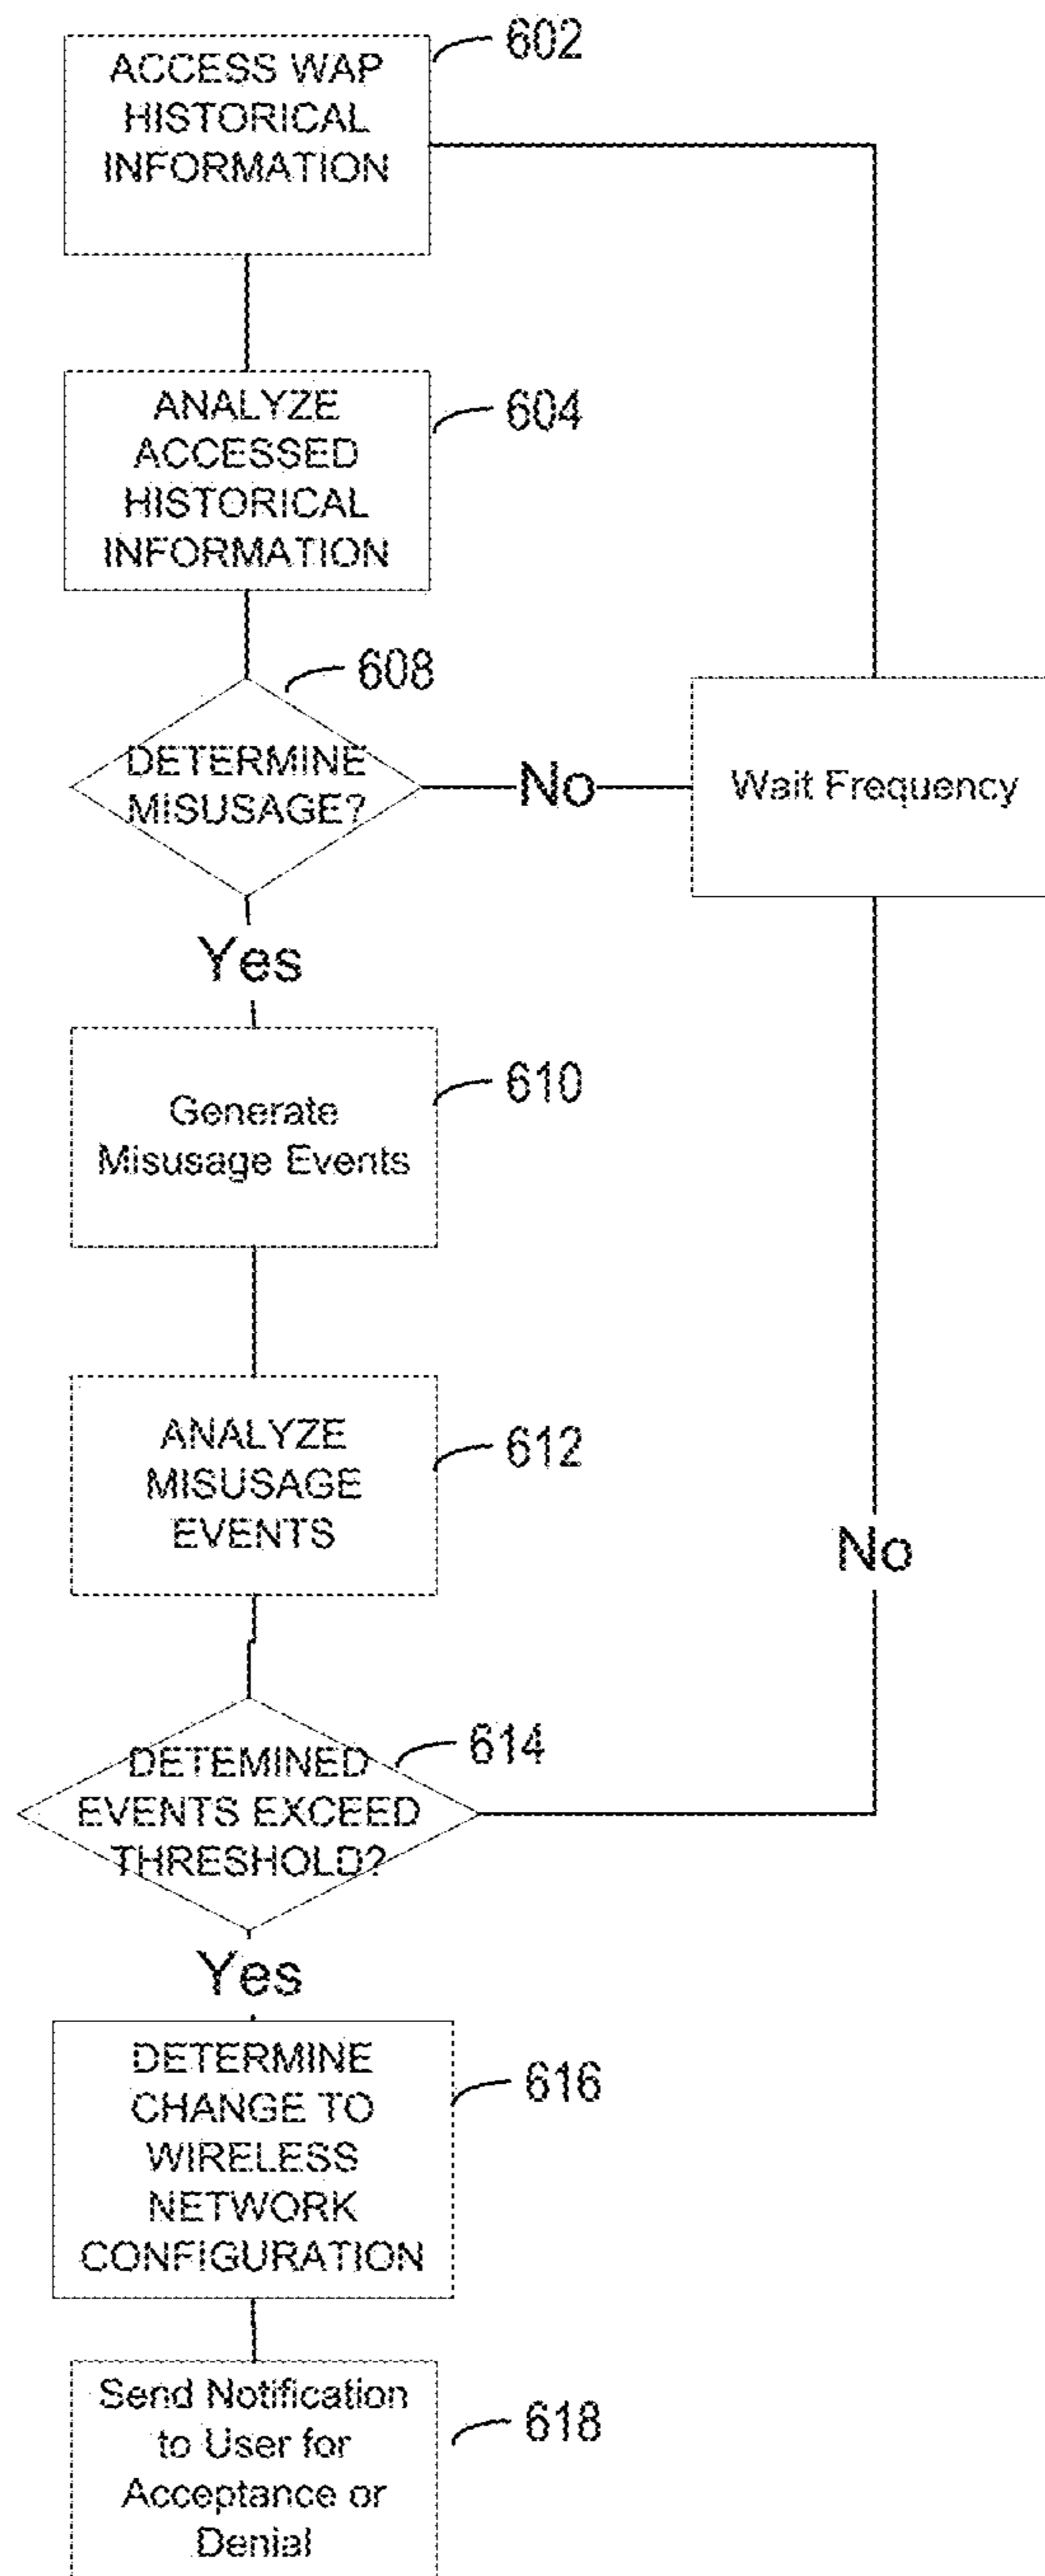 602
ACCESS WAP
HISTORICAL
INFORMATION
604
ANALYZE
ACCESSED
HISTORICAL
INFORMATION
608
DETERMINE
MISUSAGE?
No
Wait Frequency
Yes
610
Generate
Misusage Events
612
ANALYZE
MISUSAGE
EVENTS
No
614
DETEMINED
EVENTS EXCEED
THRESHOLD?
Yes
616
DETERMINE
CHANGE TO
WIRELESS
NETWORK
CONFIGURATION
618
Send Notification
to User for
Acceptance or
Denial